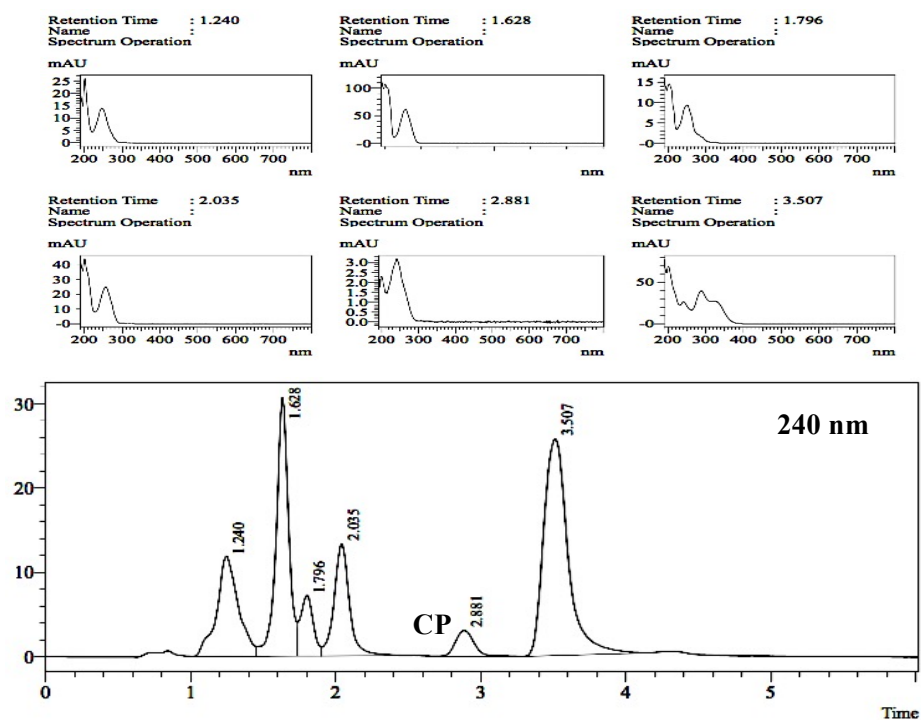 Retention Time : 1.240
Name :
Spectrum Operation
mAU
25
20
15
10
5
0
200 300 400 500 600 700
nm
Retention Time : 1.628
Name :
Spectrum Operation
mAU
100
50
-0
nm
Retention Time : 1.796
Name :
Spectrum Operation
mAU
15
10
5
0
200 300 400 500 600 700
nm
Retention Time : 2.035
Name :
Spectrum Operation
mAU
40
30
20
10
-0
200 300 400 500 600 700
nm
Retention Time : 2.881
Name :
Spectrum Operation
mAU
3.0
2.5
2.0
1.5
1.0
0.5
0.0
200 300 400 500 600 700
nm
Retention Time : 3.507
Name :
Spectrum Operation
mAU
50
-0
200 300 400 500 600 700
nm
240 nm
30
20
10
0
1.240
1.628
1.796
2.035
CP
2.881
3.507
0 1 2 3 4 5
Time